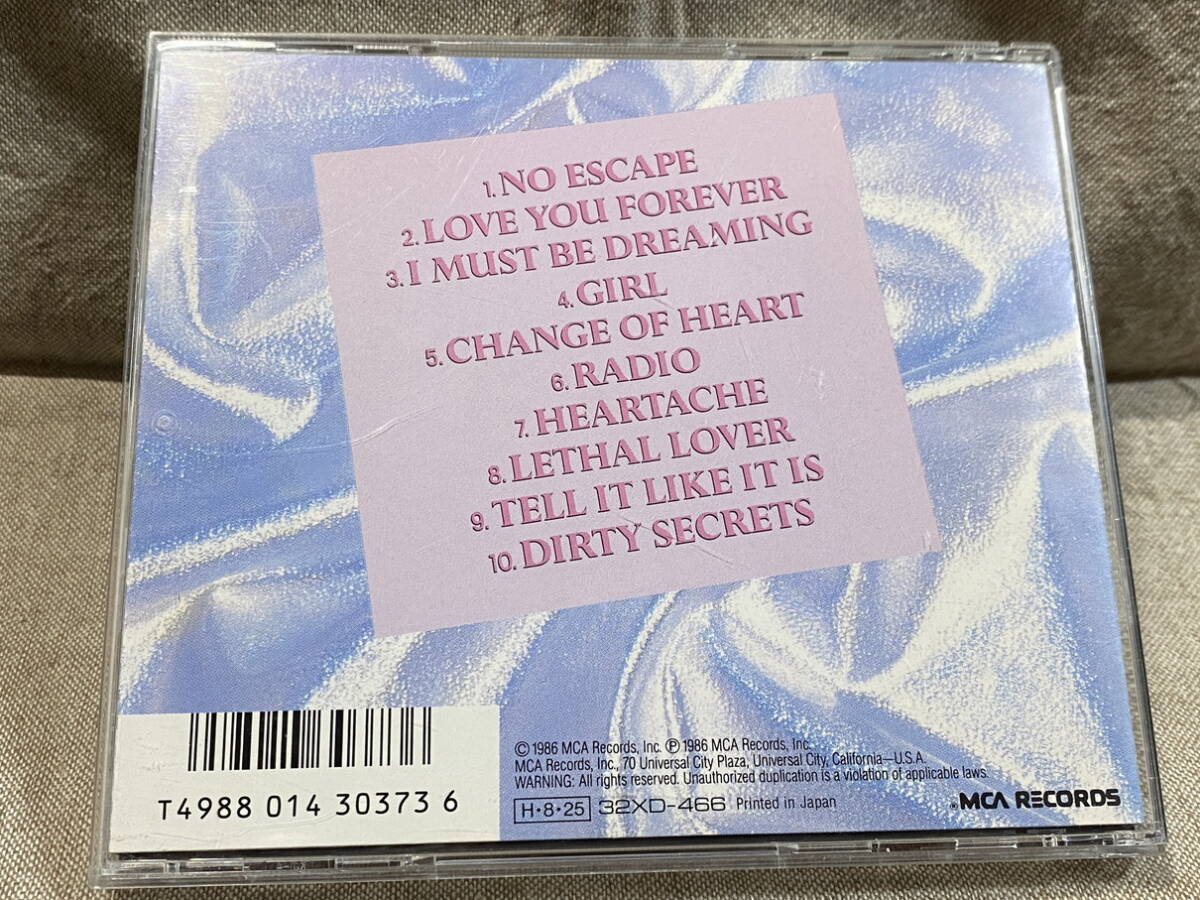 1. NO ESCAPE
2. LOVE YOU FOREVER
3. I MUST BE DREAMING
4. GIRL
5. CHANGE OF HEART
6. RADIO
7. HEARTACHE
8. LETHAL LOVER
9. TELL IT LIKE IT IS
10. DIRTY SECRETS
T4988 014 30373 6
© 1986 MCA Records, Inc. ℗ 1986 MCA Records, Inc.
MCA Records, Inc., 70 Universal City Plaza, Universal City, California—U.S.A.
WARNING: All rights reserved. Unauthorized duplication is a violation of applicable laws.
H·8·25 32XD-466 Printed in Japan
MCA RECORDS